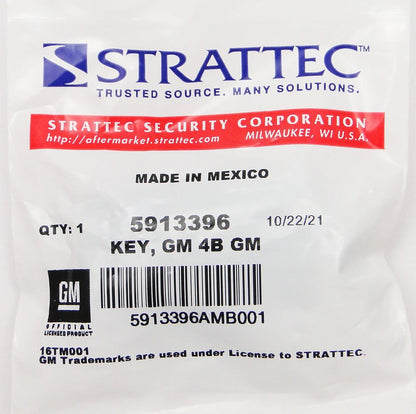 STRATTEC™
TRUSTED SOURCE. MANY SOLUTIONS.
STRATTEC SECURITY CORPORATION
http://aftermarket.strattec.com MILWAUKEE, WI U.S.A.
MADE IN MEXICO
QTY: 1 5913396 10/22/21
KEY, GM 4B GM
GM
OFFICIAL
LICENSED PRODUCT
5913396AMB001
16TM001
GM Trademarks are used under License to STRATTEC.